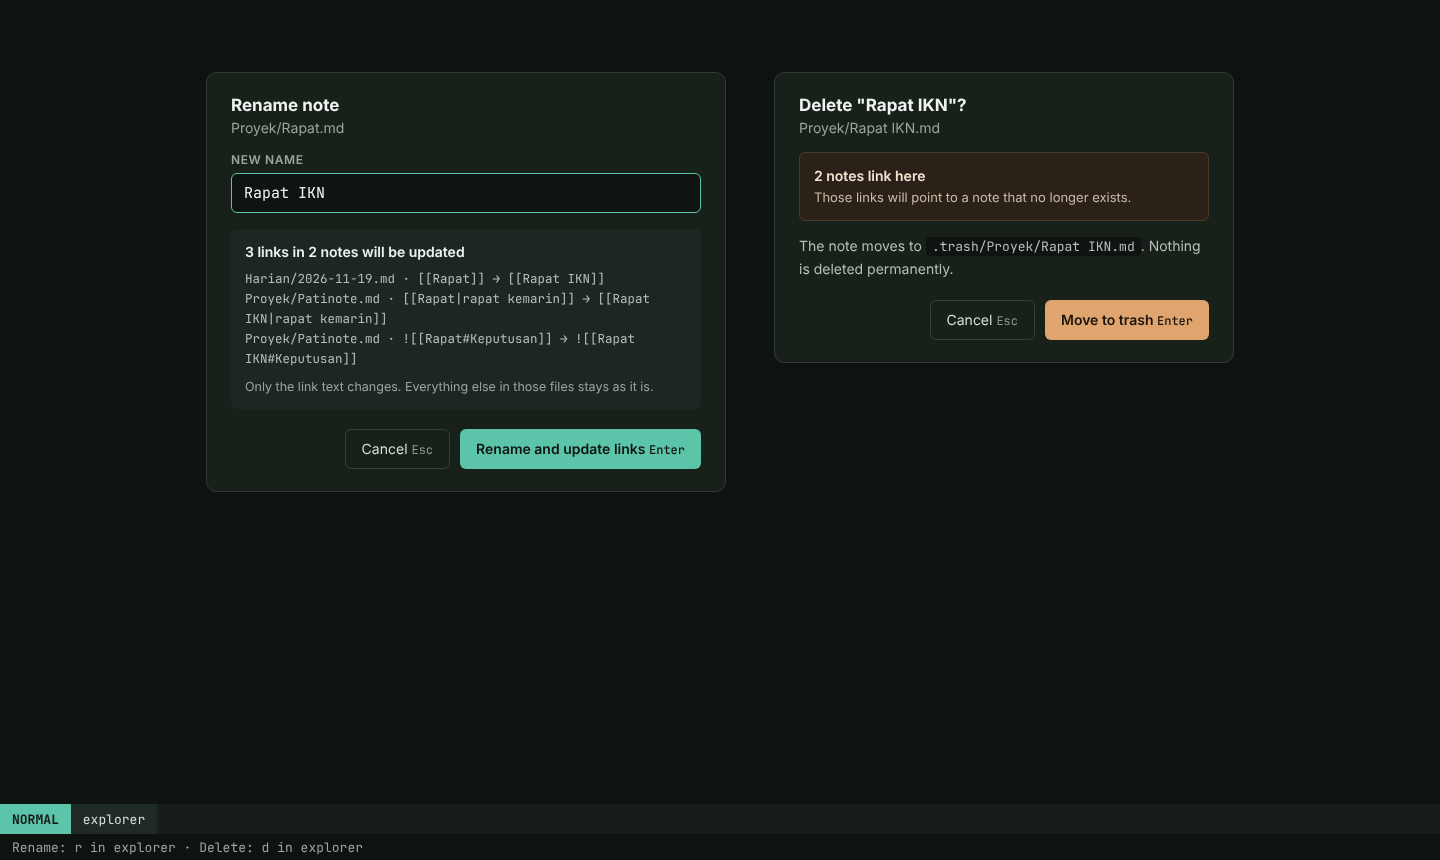 Rename note
Proyek/Rapat.md
NEW NAME
Rapat IKN
3 links in 2 notes will be updated
Harian/2026-11-19.md · [[Rapat]] → [[Rapat IKN]]
Proyek/Patinote.md · [[Rapat|rapat kemarin]] → [[Rapat
IKN|rapat kemarin]]
Proyek/Patinote.md · ![[Rapat#Keputusan]] → ![[Rapat
IKN#Keputusan]]
Only the link text changes. Everything else in those files stays as it is.
Cancel Esc
Rename and update links Enter
Delete "Rapat IKN"?
Proyek/Rapat IKN.md
2 notes link here
Those links will point to a note that no longer exists.
The note moves to .trash/Proyek/Rapat IKN.md. Nothing
is deleted permanently.
Cancel Esc
Move to trash Enter
NORMAL explorer
Rename: r in explorer · Delete: d in explorer